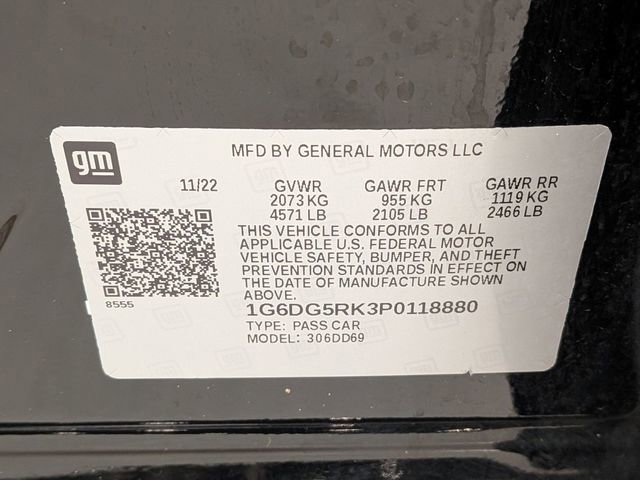 gm
MFD BY GENERAL MOTORS LLC
11/22 GVWR GAWR FRT GAWR RR
2073 KG 955 KG 1119 KG
4571 LB 2105 LB 2466 LB
THIS VEHICLE CONFORMS TO ALL
APPLICABLE U.S. FEDERAL MOTOR
VEHICLE SAFETY, BUMPER, AND THEFT
PREVENTION STANDARDS IN EFFECT ON
THE DATE OF MANUFACTURE SHOWN
ABOVE.
8555
1G6DG5RK3P0118880
TYPE: PASS CAR
MODEL: 306DD69